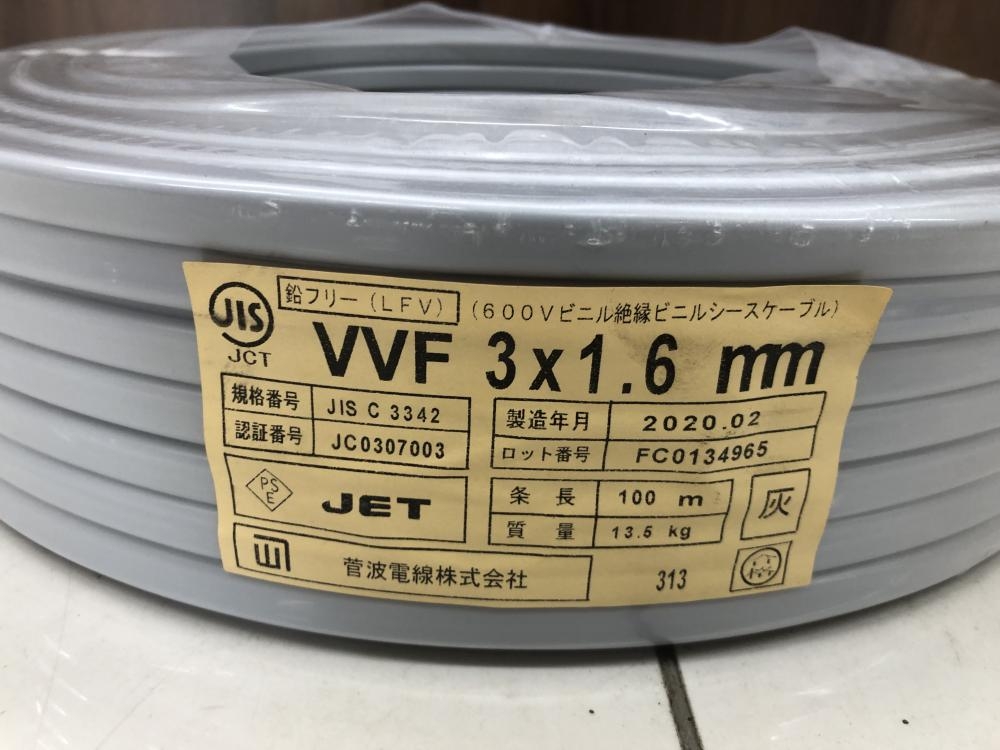 JIS
JCT
鉛フリー(LFV) (600Vビニル絶縁ビニルシースケーブル)
VVF 3x1.6 mm
規格番号 JIS C 3342
認証番号 JC0307003
製造年月 2020.02
ロット番号 FC0134965
PS
E
JET
条長 100 m
質量 13.5 kg
灰
菅波電線株式会社
313